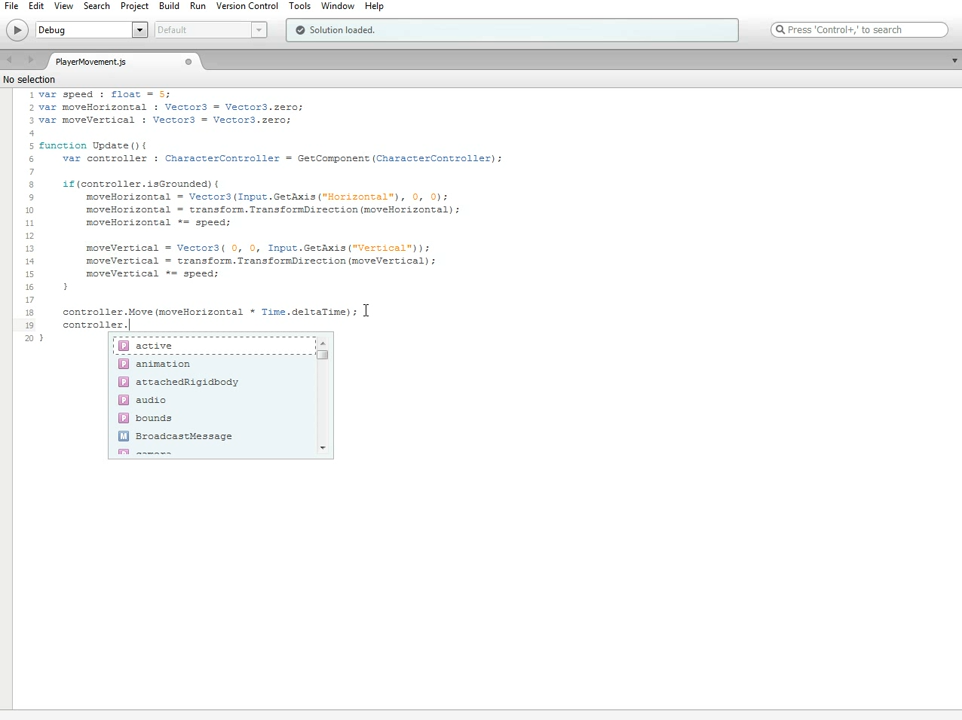 File Edit View Search Project Build Run Version Control Tools Window Help
Debug Default Solution loaded. Press 'Control+,' to search
PlayerMovement.js
No selection
1 var speed : float = 5;
2 var moveHorizontal : Vector3 = Vector3.zero;
3 var moveVertical : Vector3 = Vector3.zero;
4
5 function Update(){
6 var controller : CharacterController = GetComponent(CharacterController);
7
8 if(controller.isGrounded){
9 moveHorizontal = Vector3(Input.GetAxis("Horizontal"), 0, 0);
10 moveHorizontal = transform.TransformDirection(moveHorizontal);
11 moveHorizontal *= speed;
12
13 moveVertical = Vector3( 0, 0, Input.GetAxis("Vertical"));
14 moveVertical = transform.TransformDirection(moveVertical);
15 moveVertical *= speed;
16 }
17
18 controller.Move(moveHorizontal * Time.deltaTime);
19 controller.
20 }
P active
P animation
P attachedRigidbody
P audio
P bounds
M BroadcastMessage